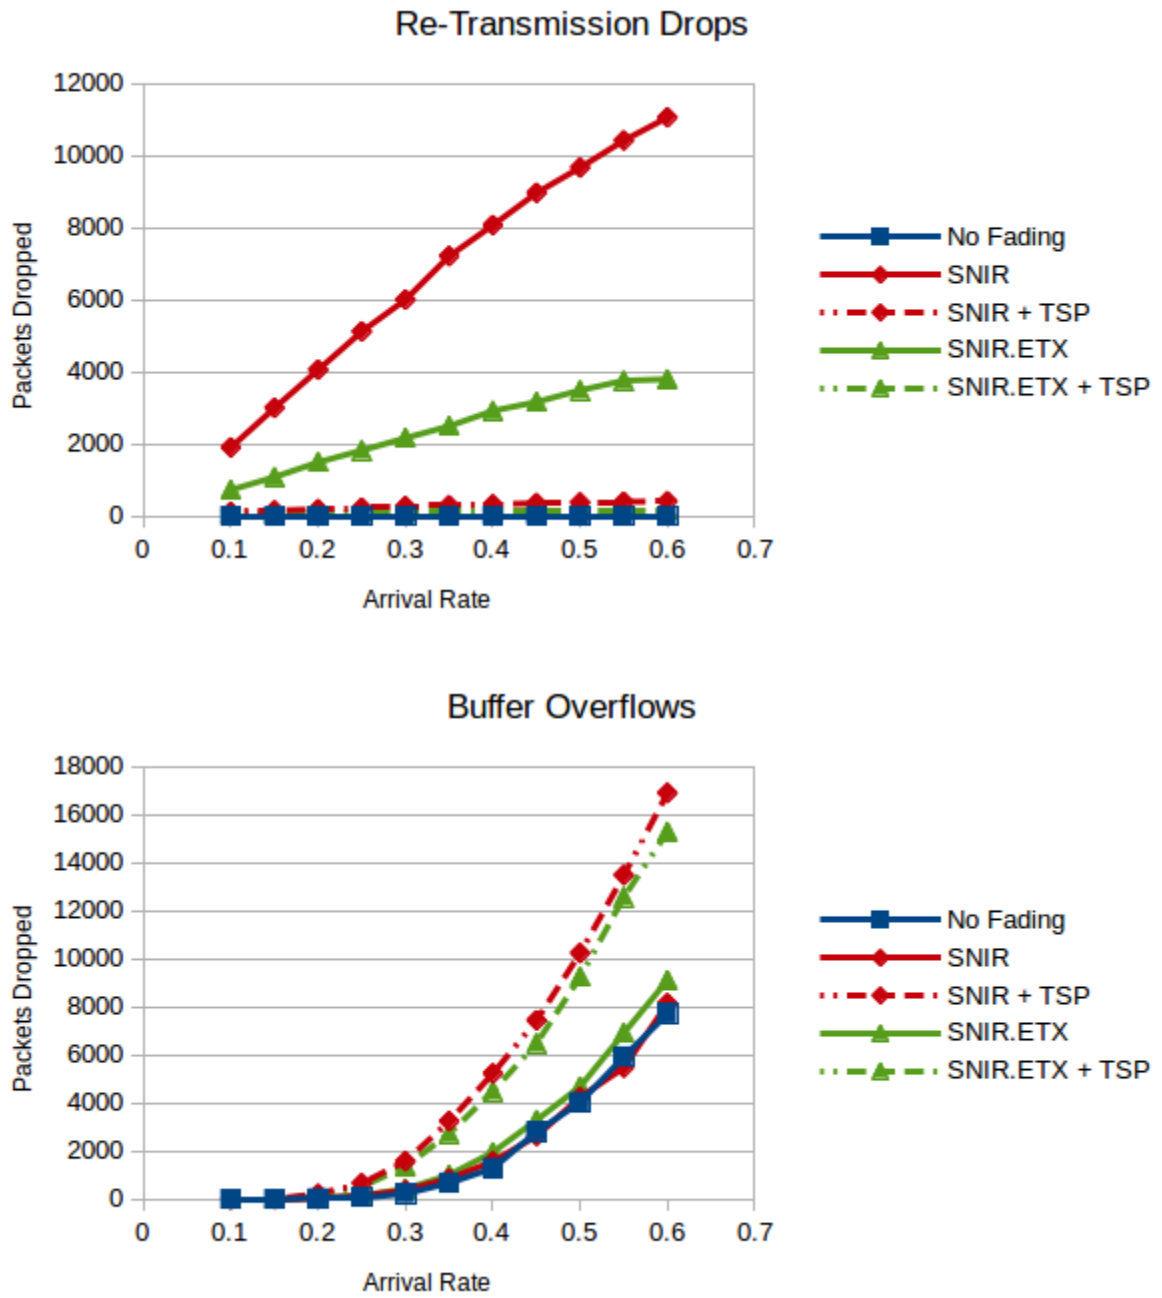 Re-Transmission Drops
12000
10000
8000
6000
4000
2000
0
Packets Dropped
0 0.1 0.2 0.3 0.4 0.5 0.6 0.7
Arrival Rate
No Fading
SNIR
SNIR + TSP
SNIR.ETX
SNIR.ETX + TSP
Buffer Overflows
18000
16000
14000
12000
10000
8000
6000
4000
2000
0
Packets Dropped
0 0.1 0.2 0.3 0.4 0.5 0.6 0.7
Arrival Rate
No Fading
SNIR
SNIR + TSP
SNIR.ETX
SNIR.ETX + TSP